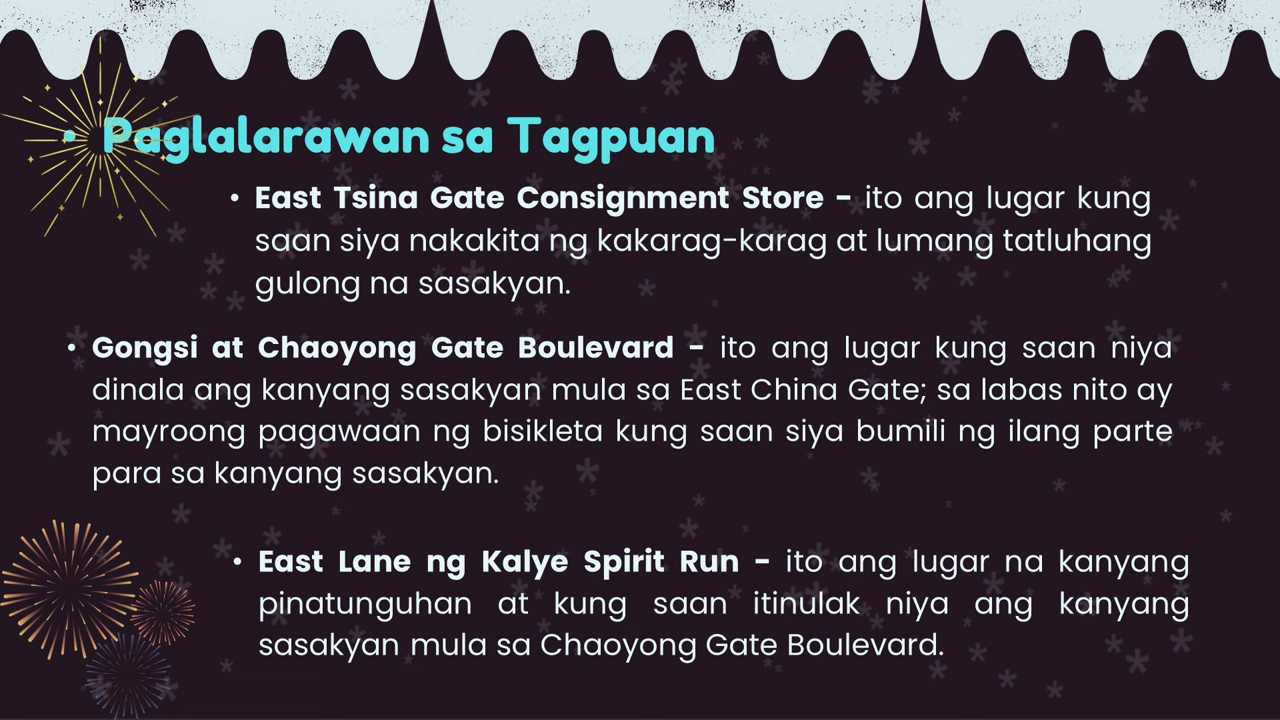 • Paglalarawan sa Tagpuan
• East Tsina Gate Consignment Store - ito ang lugar kung
saan siya nakakita ng kakarag-karag at lumang tatluhang
gulong na sasakyan.
• Gongsi at Chaoyong Gate Boulevard - ito ang lugar kung saan niya
dinala ang kanyang sasakyan mula sa East China Gate; sa labas nito ay
mayroong pagawaan ng bisikleta kung saan siya bumili ng ilang parte
para sa kanyang sasakyan.
• East Lane ng Kalye Spirit Run - ito ang lugar na kanyang
pinatunguhan at kung saan itinulak niya ang kanyang
sasakyan mula sa Chaoyong Gate Boulevard.